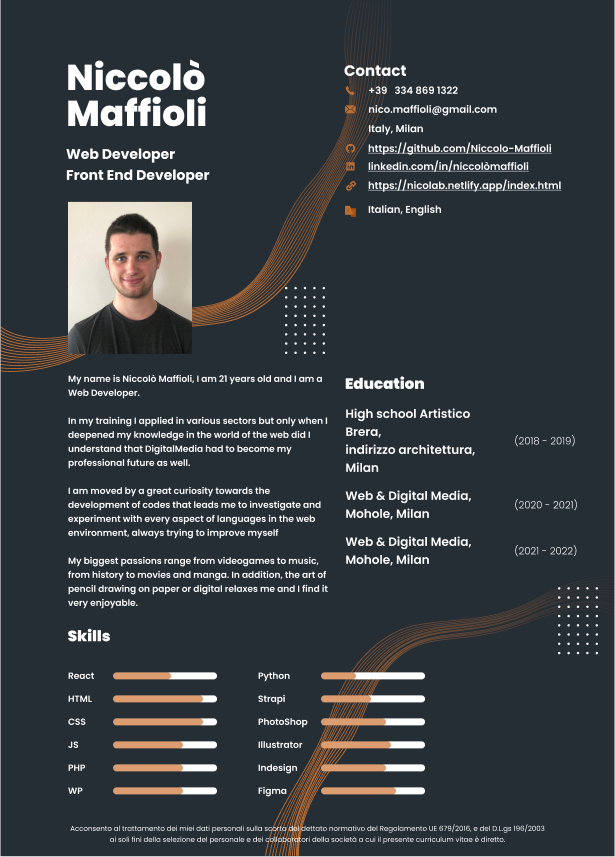 Niccolò
Maffioli
Web Developer
Front End Developer
Contact
+39 334 869 1322
nico.maffioli@gmail.com
Italy, Milan
https://github.com/Niccolo-Maffioli
linkedin.com/in/niccolòmaffioli
https://nicolab.netlify.app/index.html
Italian, English
My name is Niccolò Maffioli, I am 21 years old and I am a
Web Developer.
In my training I applied in various sectors but only when I
deepened my knowledge in the world of the web did I
understand that DigitalMedia had to become my
professional future as well.
I am moved by a great curiosity towards the
development of codes that leads me to investigate and
experiment with every aspect of languages in the web
environment, always trying to improve myself
My biggest passions range from videogames to music,
from history to movies and manga. In addition, the art of
pencil drawing on paper or digital relaxes me and I find it
very enjoyable.
Education
High school Artistico
Brera,
indirizzo architettura,
Milan
(2018 - 2019)
Web & Digital Media,
Mohole, Milan
(2020 - 2021)
Web & Digital Media,
Mohole, Milan
(2021 - 2022)
Skills
React
HTML
CSS
JS
PHP
WP
Python
Strapi
PhotoShop
Illustrator
Indesign
Figma
Acconsento al trattamento dei miei dati personali sulla scorta del dettato normativo del Regolamento UE 679/2016, e del D.Lgs 196/2003
ai soli fini della selezione del personale e dei collaboratori della società a cui il presente curriculum vitae è diretto.